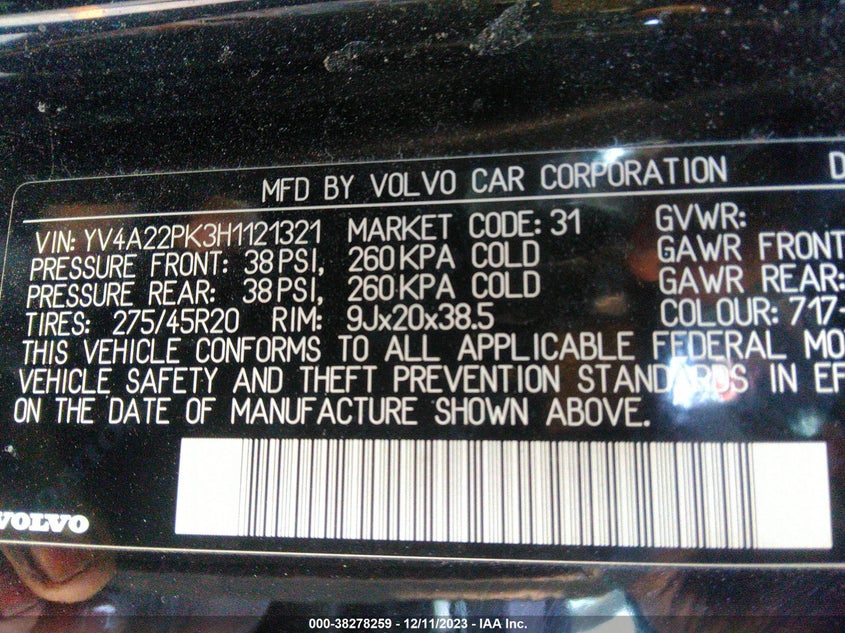 MFD BY VOLVO CAR CORPORATION
VIN: YV4A22PK3H1121321 MARKET CODE: 31 GVWR:
PRESSURE FRONT: 38 PSI, 260 KPA COLD GAWR FRONT
PRESSURE REAR: 38 PSI, 260 KPA COLD GAWR REAR:
TIRES: 275/45R20 RIM: 9Jx20x38.5 COLOUR: 717-
THIS VEHICLE CONFORMS TO ALL APPLICABLE FEDERAL MO
VEHICLE SAFETY AND THEFT PREVENTION STANDARDS IN EF
ON THE DATE OF MANUFACTURE SHOWN ABOVE.
VOLVO
000-38278259 - 12/11/2023 - IAA Inc.